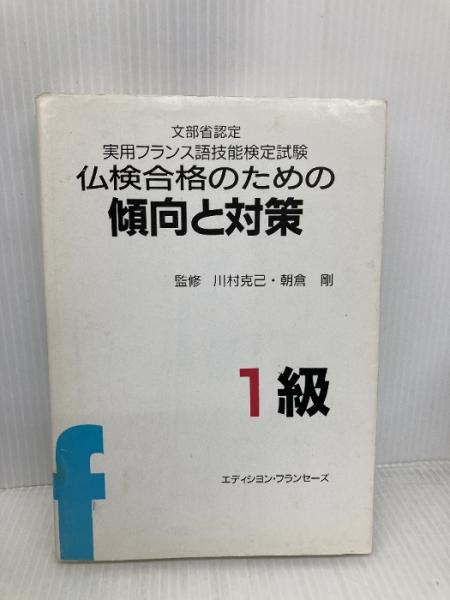 文部省認定
実用フランス語技能検定試験
仏検合格のための
傾向と対策
監修 川村克己・朝倉 剛
1級
エディシヨン・フランセーズ
f